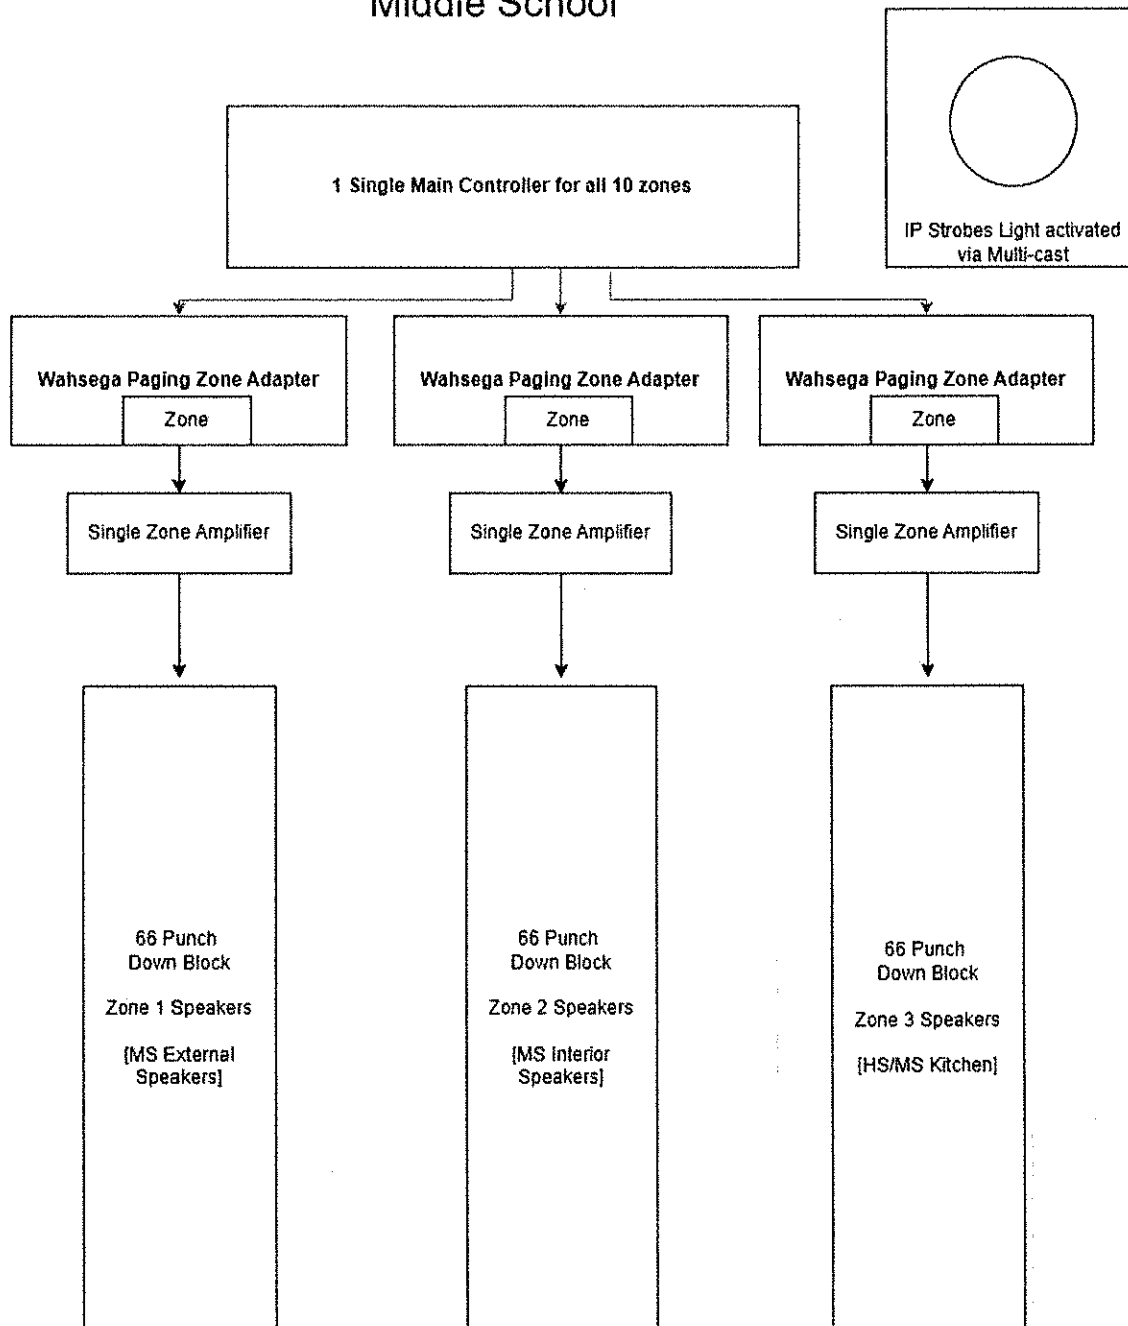 Middle School
1 Single Main Controller for all 10 zones
IP Strobes Light activated
via Multi-cast
Wahsega Paging Zone Adapter
Zone
Wahsega Paging Zone Adapter
Zone
Wahsega Paging Zone Adapter
Zone
Single Zone Amplifier
Single Zone Amplifier
Single Zone Amplifier
66 Punch
Down Block
Zone 1 Speakers
[MS External
Speakers]
66 Punch
Down Block
Zone 2 Speakers
[MS Interior
Speakers]
66 Punch
Down Block
Zone 3 Speakers
[HS/MS Kitchen]